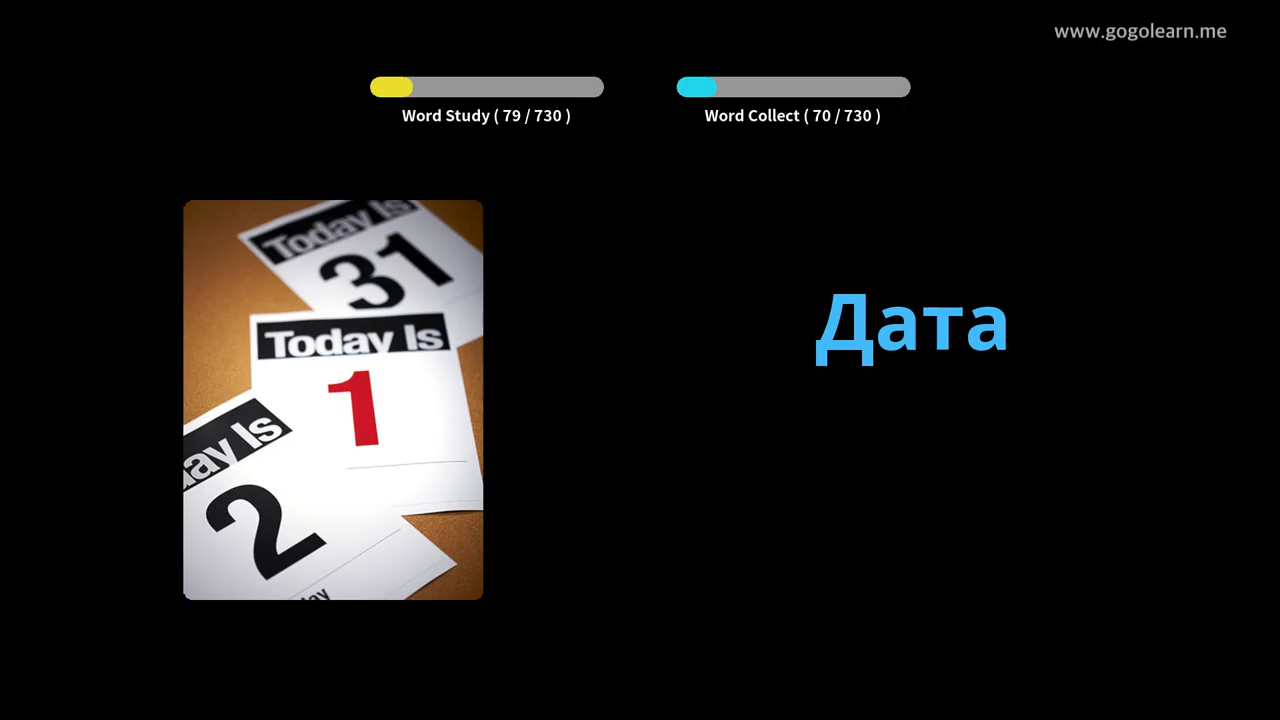 www.gogolearn.me
Word Study ( 79 / 730 )
Word Collect ( 70 / 730 )
Today Is
31
Today Is
1
ay Is
2
ay
Дата